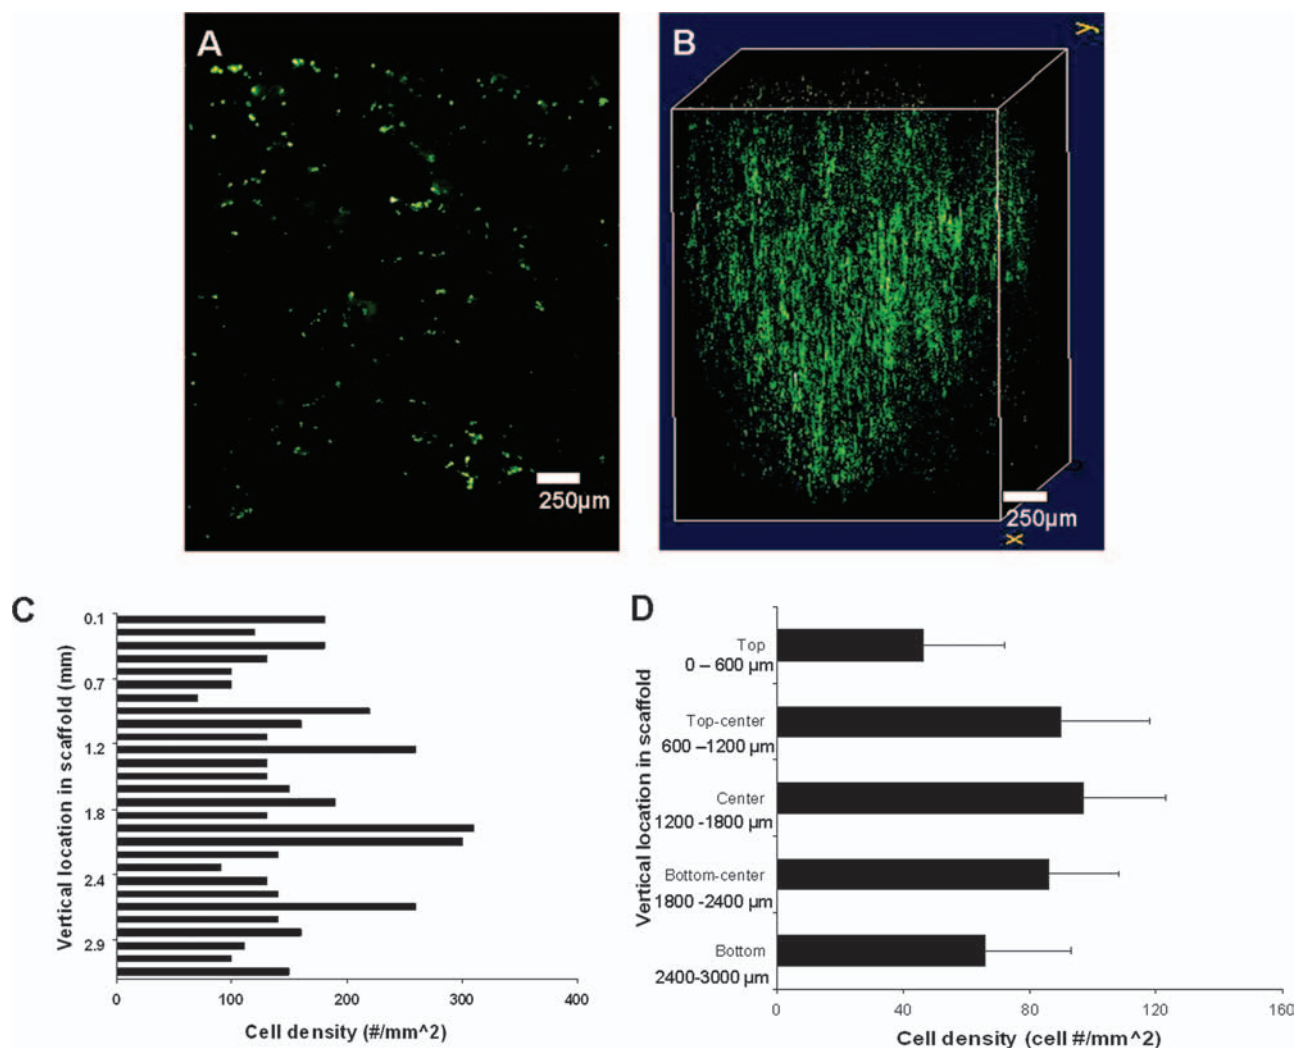 A
250µm
B
y
250µm
x
C
Vertical location in scaffold (mm)
0.1
0.7
1.2
1.8
2.4
2.9
0
100
200
300
400
Cell density (#/mm^2)
D
Vertical location in scaffold
Top
0 – 600 µm
Top-center
600 –1200 µm
Center
1200 -1800 µm
Bottom-center
1800 -2400 µm
Bottom
2400-3000 µm
0
40
80
120
160
Cell density (cell #/mm^2)